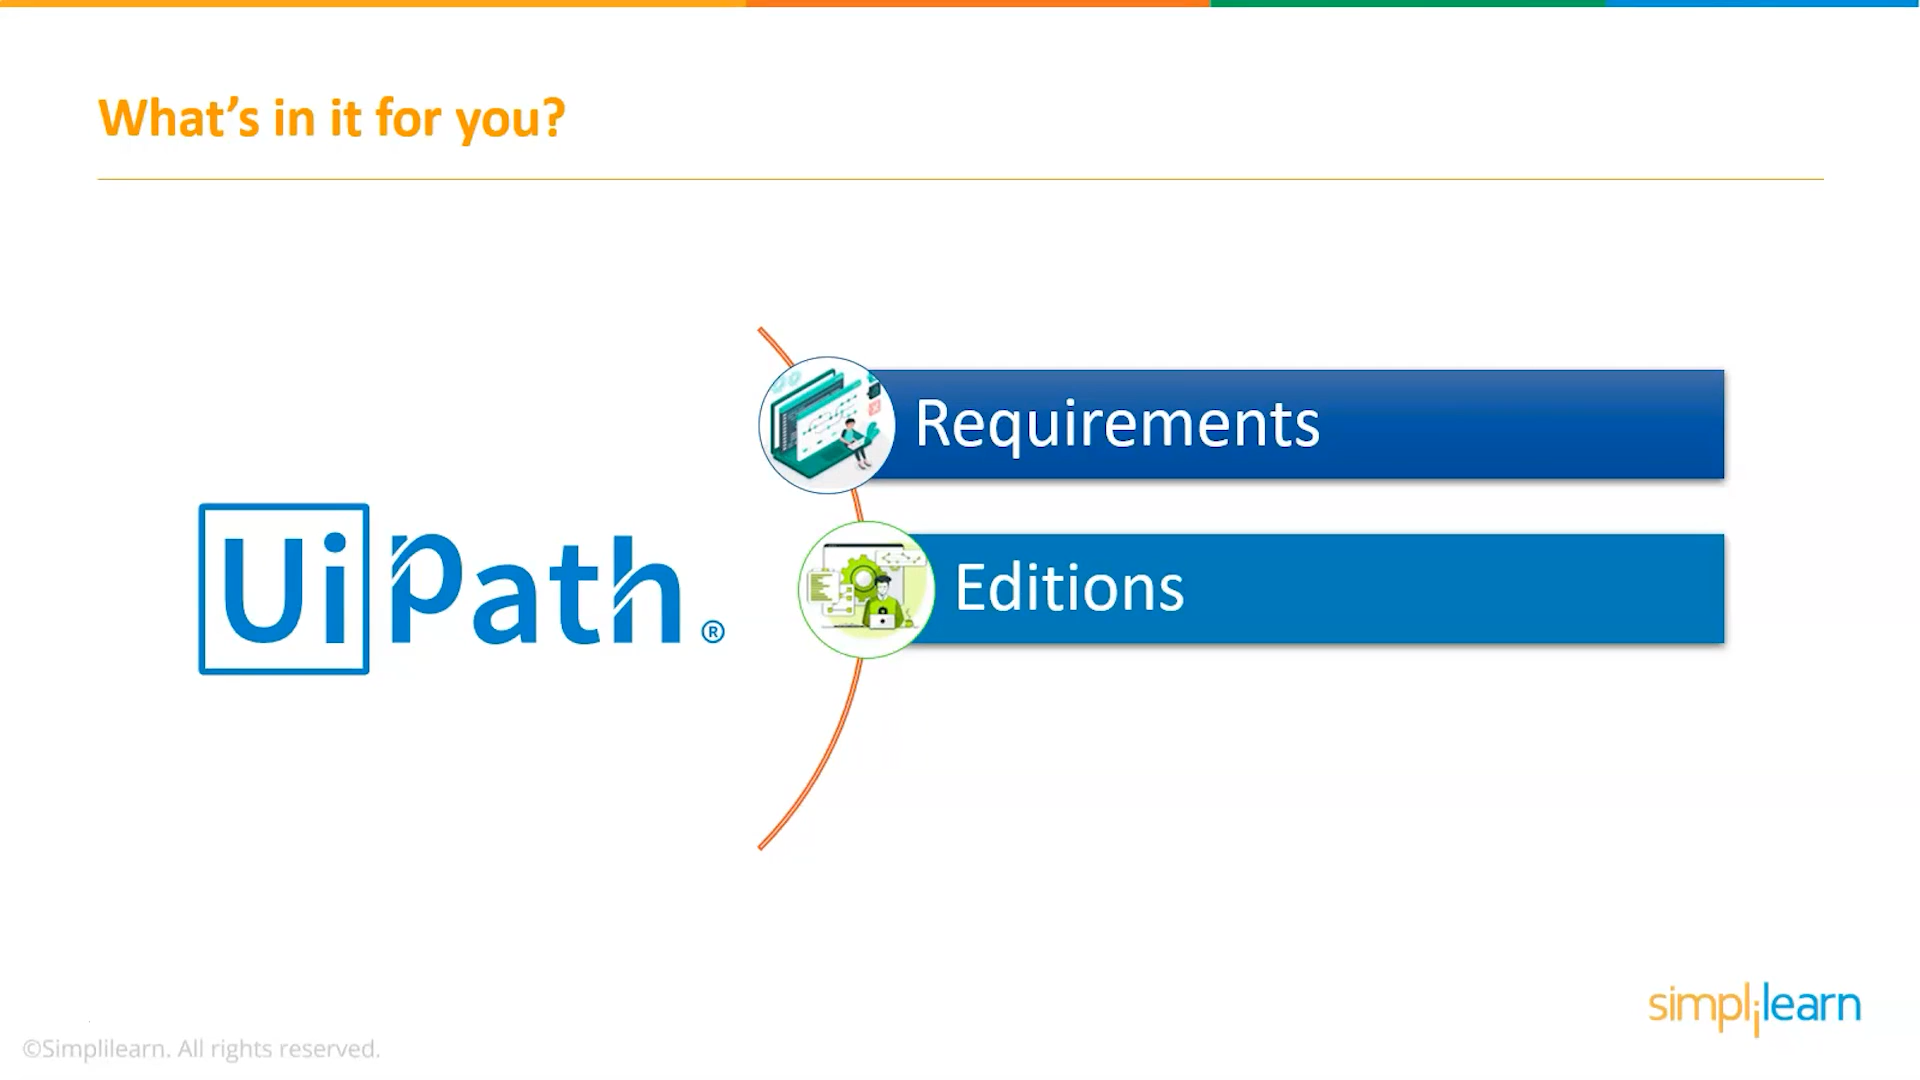 What's in it for you?
Requirements
UiPath®
Editions
simplilearn
©Simplilearn. All rights reserved.